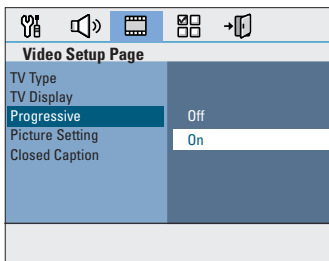 Video Setup Page
TV Type
TV Display
Progressive
Off
Picture Setting
On
Closed Caption